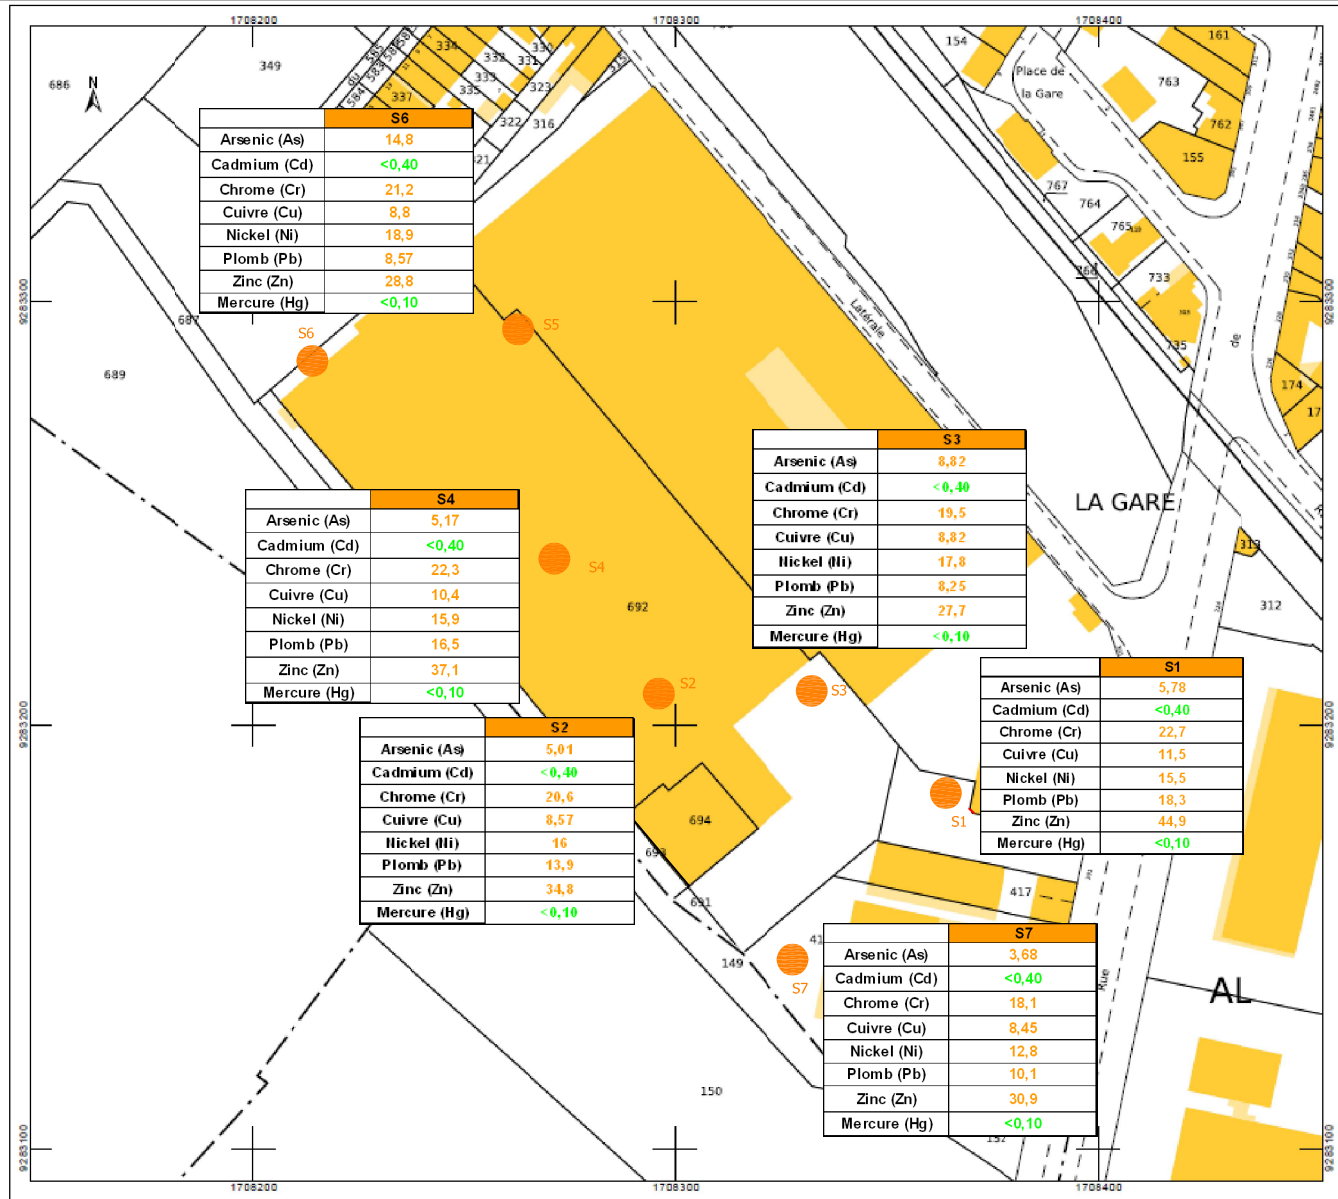 1708200
1708300
1708400
686
349
N
334
332
330
331
333
335
323
337
322
316
584
583
585
du
154
Place de
la Gare
161
763
762
155
767
764
765
766
733
735
de
174
Latérale
9283300
9283300
S6
Arsenic (As) 14,8
Cadmium (Cd) <0,40
Chrome (Cr) 21,2
Cuivre (Cu) 8,8
Nickel (Ni) 18,9
Plomb (Pb) 8,57
Zinc (Zn) 28,8
Mercure (Hg) <0,10
687
689
S6
S5
S3
Arsenic (As) 8,82
Cadmium (Cd) <0,40
Chrome (Cr) 19,5
Cuivre (Cu) 8,82
Nickel (Ni) 17,8
Plomb (Pb) 8,25
Zinc (Zn) 27,7
Mercure (Hg) <0,10
LA GARE
313
312
S4
Arsenic (As) 5,17
Cadmium (Cd) <0,40
Chrome (Cr) 22,3
Cuivre (Cu) 10,4
Nickel (Ni) 15,9
Plomb (Pb) 16,5
Zinc (Zn) 37,1
Mercure (Hg) <0,10
S4
692
S2
S3
S1
Arsenic (As) 5,78
Cadmium (Cd) <0,40
Chrome (Cr) 22,7
Cuivre (Cu) 11,5
Nickel (Ni) 15,5
Plomb (Pb) 18,3
Zinc (Zn) 44,9
Mercure (Hg) <0,10
9283200
9283200
S2
Arsenic (As) 5,01
Cadmium (Cd) <0,40
Chrome (Cr) 20,6
Cuivre (Cu) 8,57
Nickel (Ni) 16
Plomb (Pb) 13,9
Zinc (Zn) 34,8
Mercure (Hg) <0,10
S1
694
693
691
417
149
S7
S7
Arsenic (As) 3,68
Cadmium (Cd) <0,40
Chrome (Cr) 18,1
Cuivre (Cu) 8,45
Nickel (Ni) 12,8
Plomb (Pb) 10,1
Zinc (Zn) 30,9
Mercure (Hg) <0,10
Rue
AL
150
152
9283100
9283100
1708200
1708300
1708400